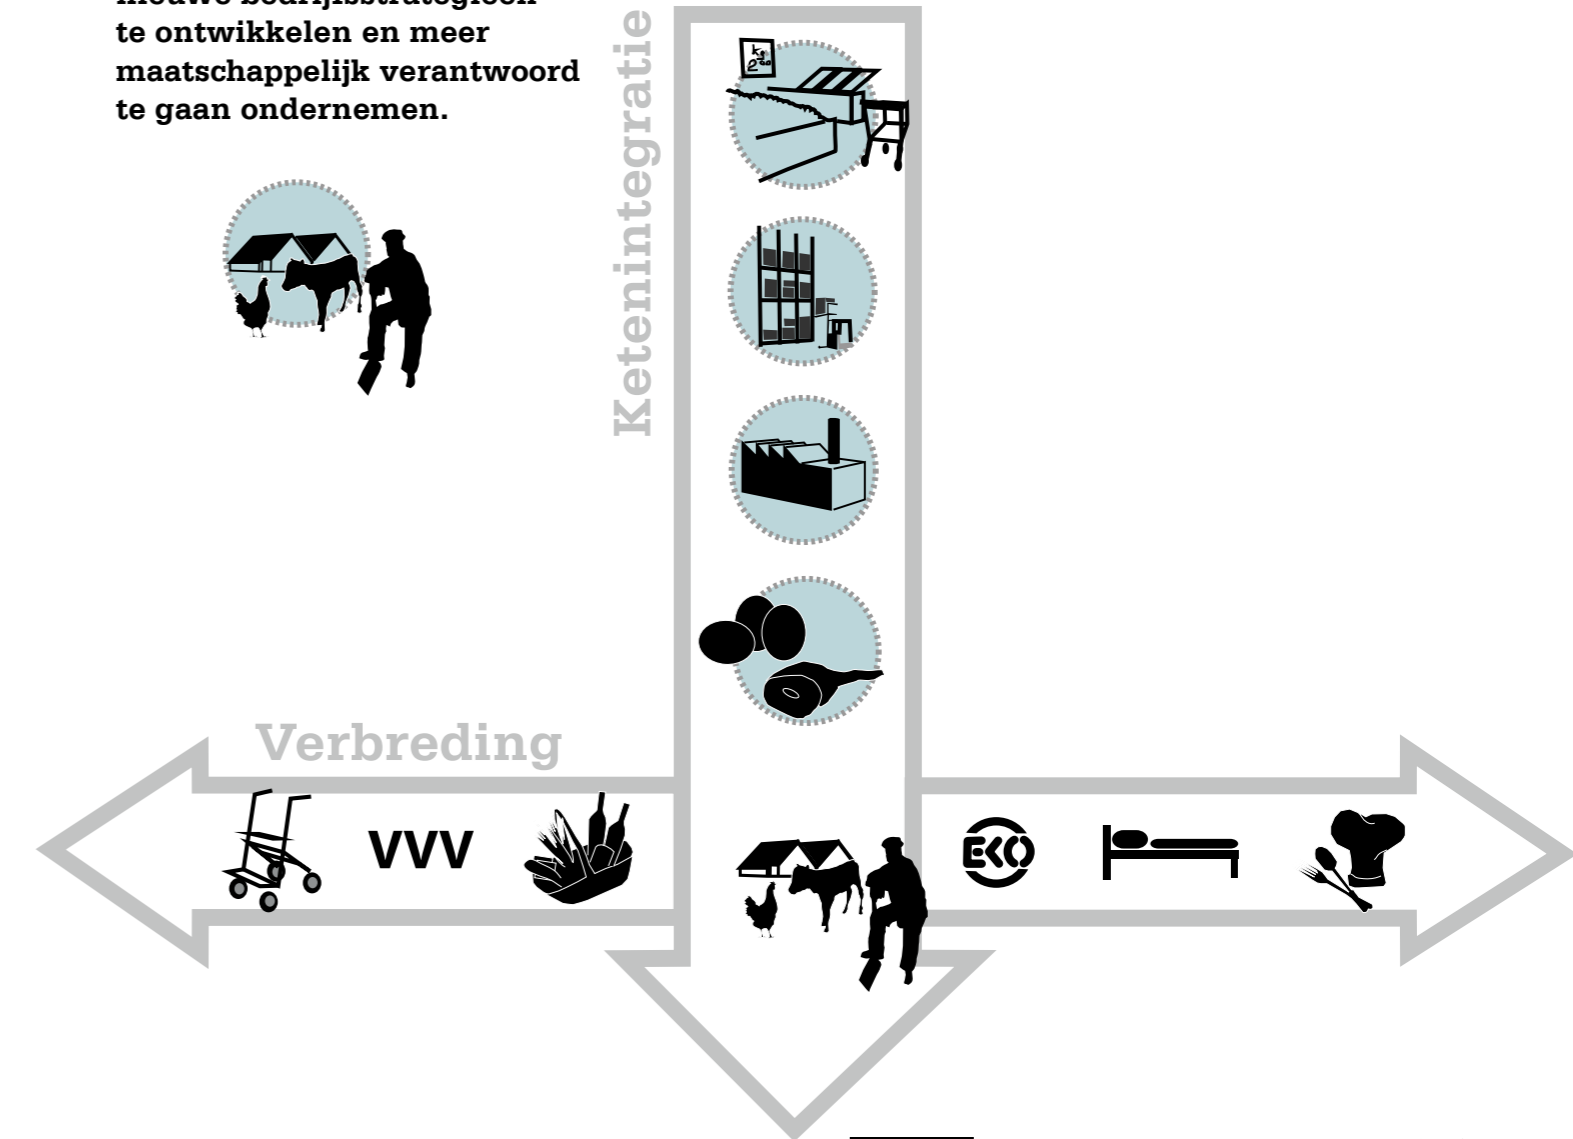 te ontwikkelen en meer
maatschappelijk verantwoord
te gaan ondernemen.
Ketenintegratie
Verbreding
VVV
EKO